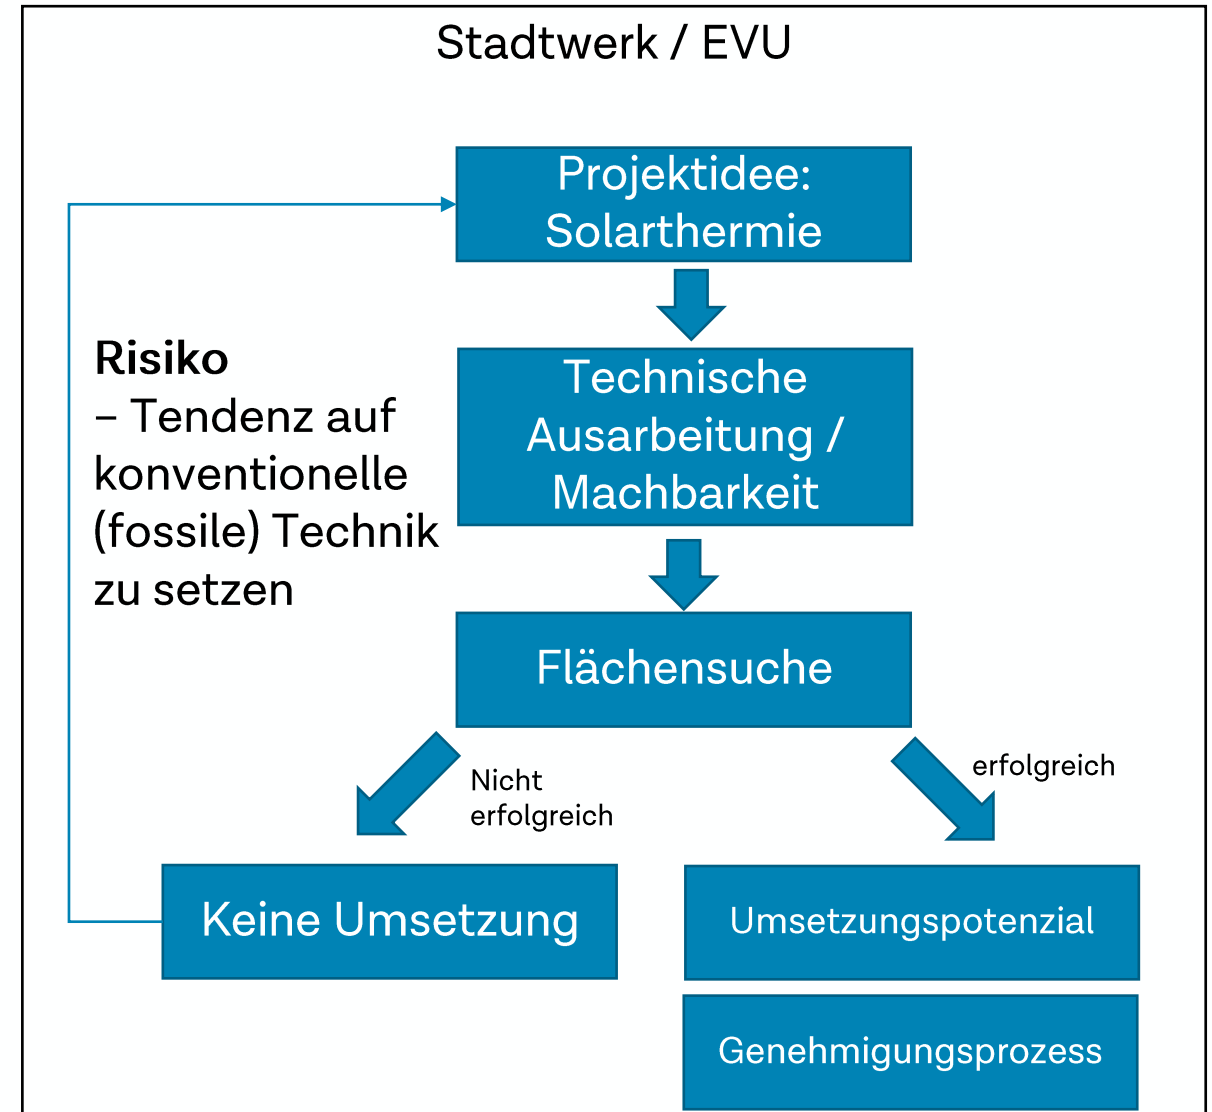 Stadtwerk / EVU
Projektidee:
Solarthermie
Risiko
– Tendenz auf
konventionelle
(fossile) Technik
zu setzen
Technische
Ausarbeitung /
Machbarkeit
Flächensuche
Nicht
erfolgreich
erfolgreich
Keine Umsetzung
Umsetzungspotenzial
Genehmigungsprozess